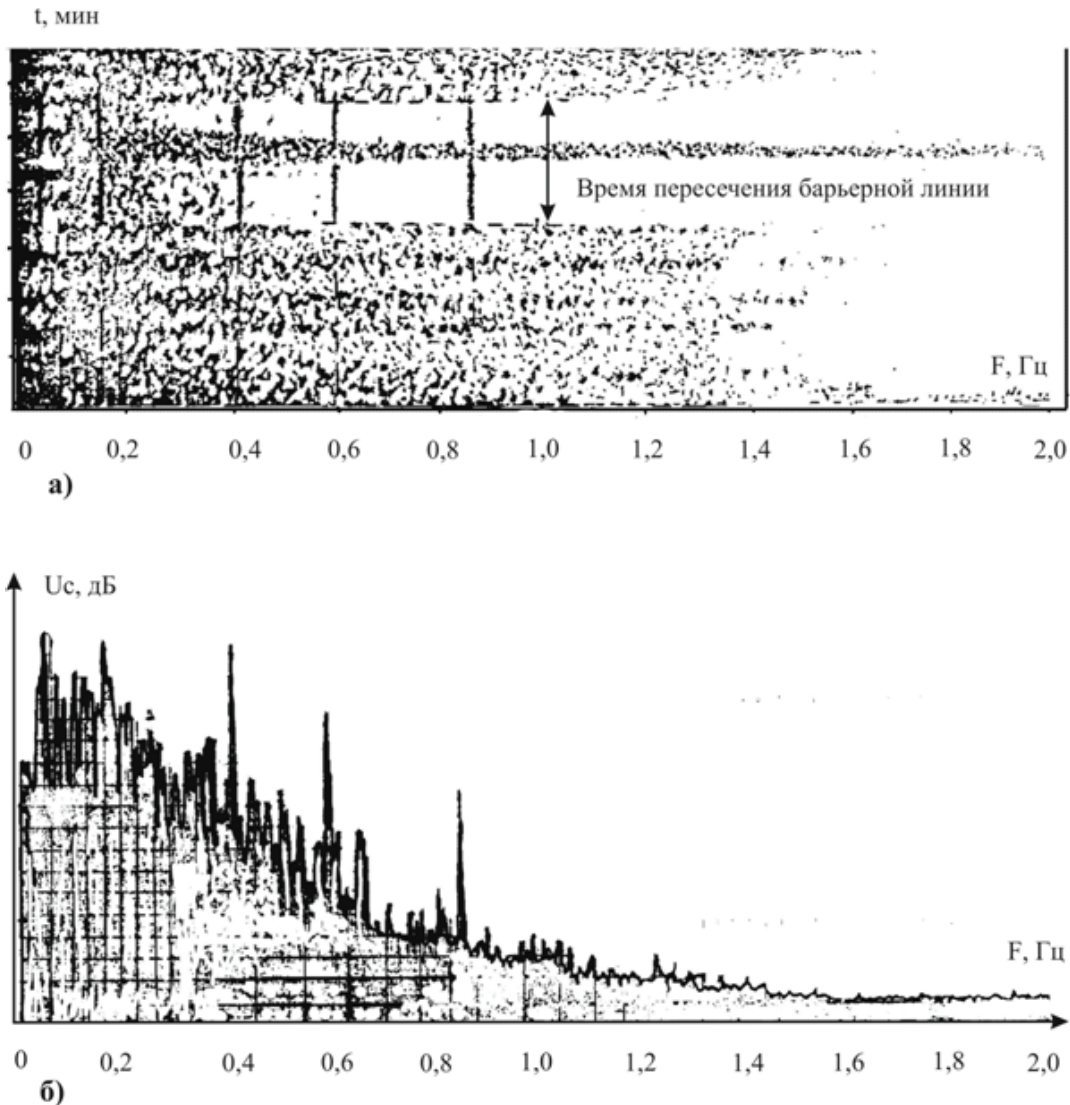 t, мин
Время пересечения барьерной линии
F, Гц
0 0,2 0,4 0,6 0,8 1,0 1,2 1,4 1,6 1,8 2,0
а)
Uc, дБ
F, Гц
0 0,2 0,4 0,6 0,8 1,0 1,2 1,4 1,6 1,8 2,0
б)